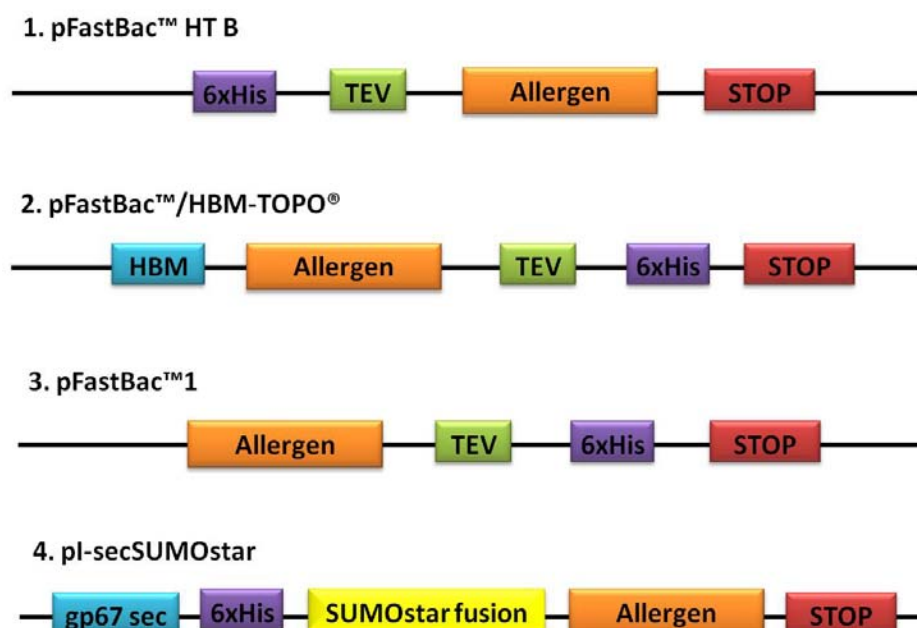 1. pFastBac™ HT B
6xHis TEV Allergen STOP
2. pFastBac™/HBM-TOPO®
HBM Allergen TEV 6xHis STOP
3. pFastBac™1
Allergen TEV 6xHis STOP
4. pI-secSUMOstar
gp67 sec 6xHis SUMOstar fusion Allergen STOP